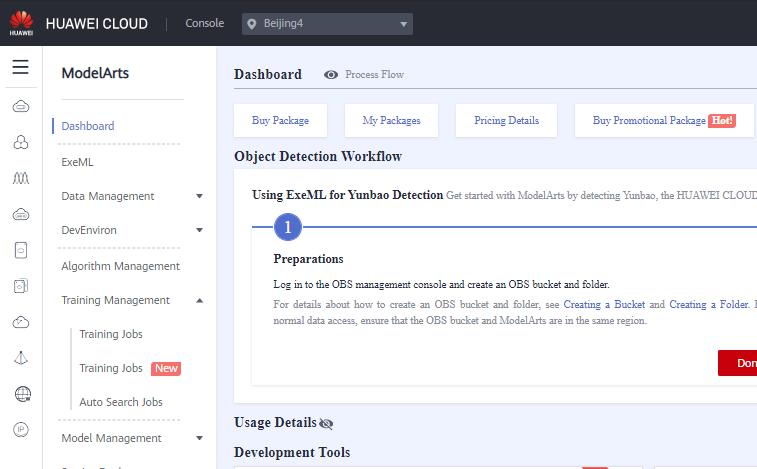 HUAWEI
HUAWEI CLOUD
Console
Beijing4
ModelArts
Dashboard
ExeML
Data Management
DevEnviron
Algorithm Management
Training Management
Training Jobs
Training Jobs New
Auto Search Jobs
Model Management
Dashboard
Process Flow
Buy Package
My Packages
Pricing Details
Buy Promotional Package Hot!
Object Detection Workflow
Using ExeML for Yunbao Detection Get started with ModelArts by detecting Yunbao, the HUAWEI CLOUD
1
Preparations
Log in to the OBS management console and create an OBS bucket and folder.
For details about how to create an OBS bucket and folder, see Creating a Bucket and Creating a Folder.
normal data access, ensure that the OBS bucket and ModelArts are in the same region.
Don
Usage Details
Development Tools
IP